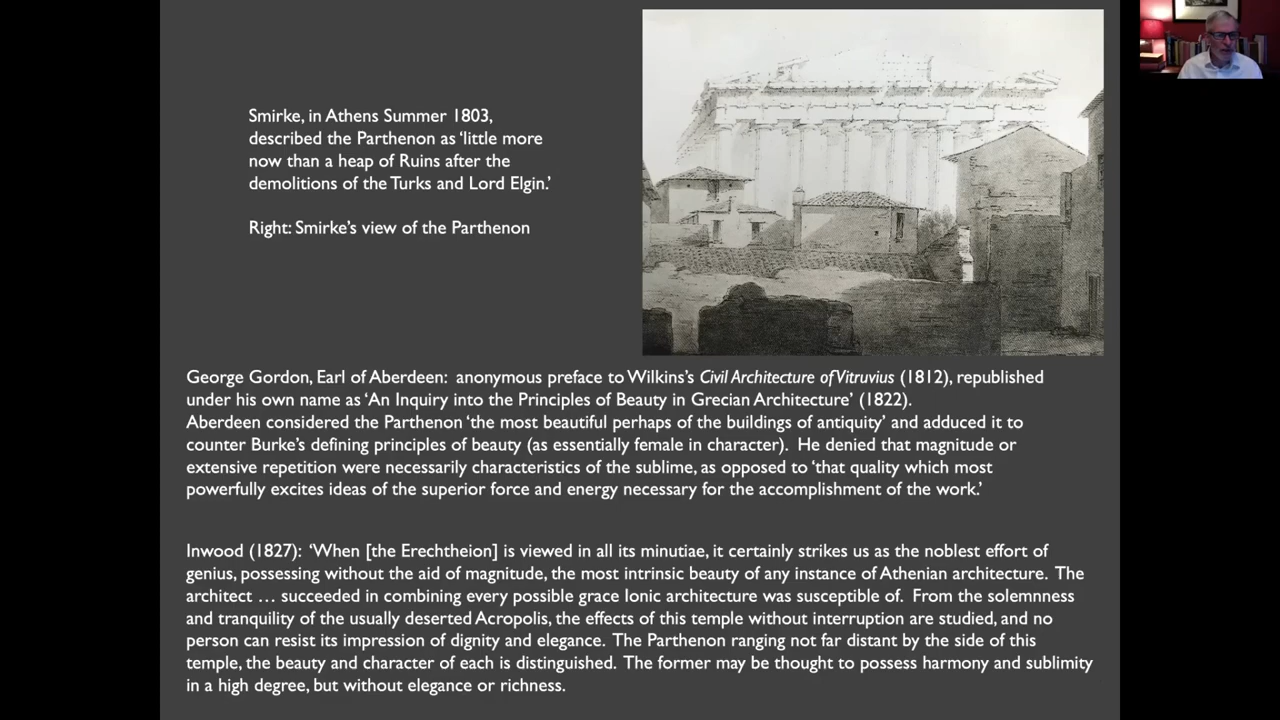 Smirke, in Athens Summer 1803,
described the Parthenon as ‘little more
now than a heap of Ruins after the
demolitions of the Turks and Lord Elgin.’
Right: Smirke’s view of the Parthenon
George Gordon, Earl of Aberdeen: anonymous preface to Wilkins’s Civil Architecture of Vitruvius (1812), republished
under his own name as ‘An Inquiry into the Principles of Beauty in Grecian Architecture’ (1822).
Aberdeen considered the Parthenon ‘the most beautiful perhaps of the buildings of antiquity’ and adduced it to
counter Burke’s defining principles of beauty (as essentially female in character). He denied that magnitude or
extensive repetition were necessarily characteristics of the sublime, as opposed to ‘that quality which most
powerfully excites ideas of the superior force and energy necessary for the accomplishment of the work.’
Inwood (1827): ‘When [the Erechtheion] is viewed in all its minutiae, it certainly strikes us as the noblest effort of
genius, possessing without the aid of magnitude, the most intrinsic beauty of any instance of Athenian architecture. The
architect … succeeded in combining every possible grace Ionic architecture was susceptible of. From the solemnness
and tranquility of the usually deserted Acropolis, the effects of this temple without interruption are studied, and no
person can resist its impression of dignity and elegance. The Parthenon ranging not far distant by the side of this
temple, the beauty and character of each is distinguished. The former may be thought to possess harmony and sublimity
in a high degree, but without elegance or richness.